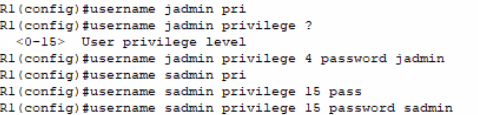 R1(config)#username jadmin pri
R1(config)#username jadmin privilege ?
<0-15> User privilege level
R1(config)#username jadmin privilege 4 password jadmin
R1(config)#username sadmin pri
R1(config)#username sadmin privilege 15 pass
R1(config)#username sadmin privilege 15 password sadmin